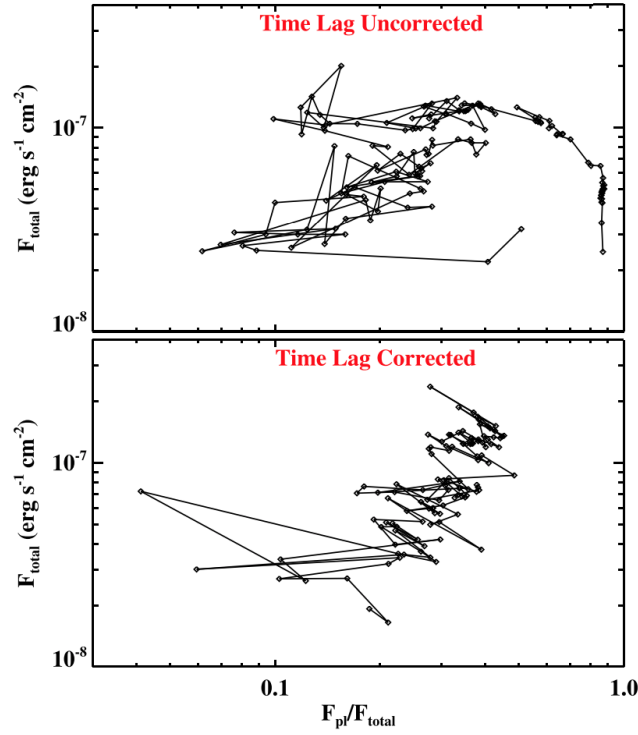 Time Lag Uncorrected
F_total (erg s^-1 cm^-2)
10^-7
10^-8
Time Lag Corrected
F_total (erg s^-1 cm^-2)
10^-7
10^-8
0.1 1.0
F_pl/F_total